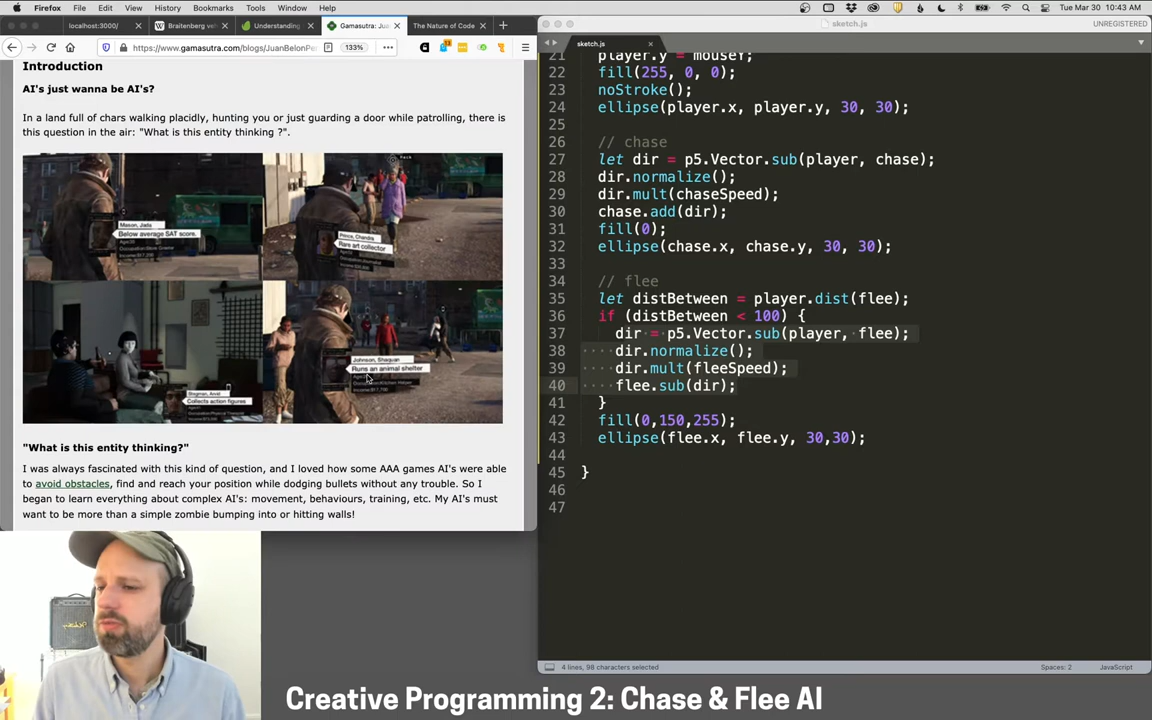 Firefox File Edit View History Bookmarks Tools Window Help
Tue Mar 30 10:43 AM
localhost:3000/
Braitenberg veh
Understanding
Gamasutra: Jua
The Nature of Code
https://www.gamasutra.com/blogs/JuanBelonPe
133%
Introduction
AI's just wanna be AI's?
In a land full of chars walking placidly, hunting you or just guarding a door while patrolling, there is
this question in the air: "What is this entity thinking ?".
Mason, Jada
Below average SAT score.
Prince, Chandra
Rare art collector
Stegman, Anval
Collects action figures
Johnson, Shaquan
Runs an animal shelter
"What is this entity thinking?"
I was always fascinated with this kind of question, and I loved how some AAA games AI's were able
to avoid obstacles, find and reach your position while dodging bullets without any trouble. So I
began to learn everything about complex AI's: movement, behaviours, training, etc. My AI's must
want to be more than a simple zombie bumping into or hitting walls!
sketch.js
UNREGISTERED
sketch.js
21 player.y = mouseY;
22 fill(255, 0, 0);
23 noStroke();
24 ellipse(player.x, player.y, 30, 30);
25
26 // chase
27 let dir = p5.Vector.sub(player, chase);
28 dir.normalize();
29 dir.mult(chaseSpeed);
30 chase.add(dir);
31 fill(0);
32 ellipse(chase.x, chase.y, 30, 30);
33
34 // flee
35 let distBetween = player.dist(flee);
36 if (distBetween < 100) {
37 dir = p5.Vector.sub(player, flee);
38 dir.normalize();
39 dir.mult(fleeSpeed);
40 flee.sub(dir);
41 }
42 fill(0,150,255);
43 ellipse(flee.x, flee.y, 30,30);
44
45 }
46
47
4 lines, 98 characters selected
Spaces: 2
JavaScript
Creative Programming 2: Chase & Flee AI